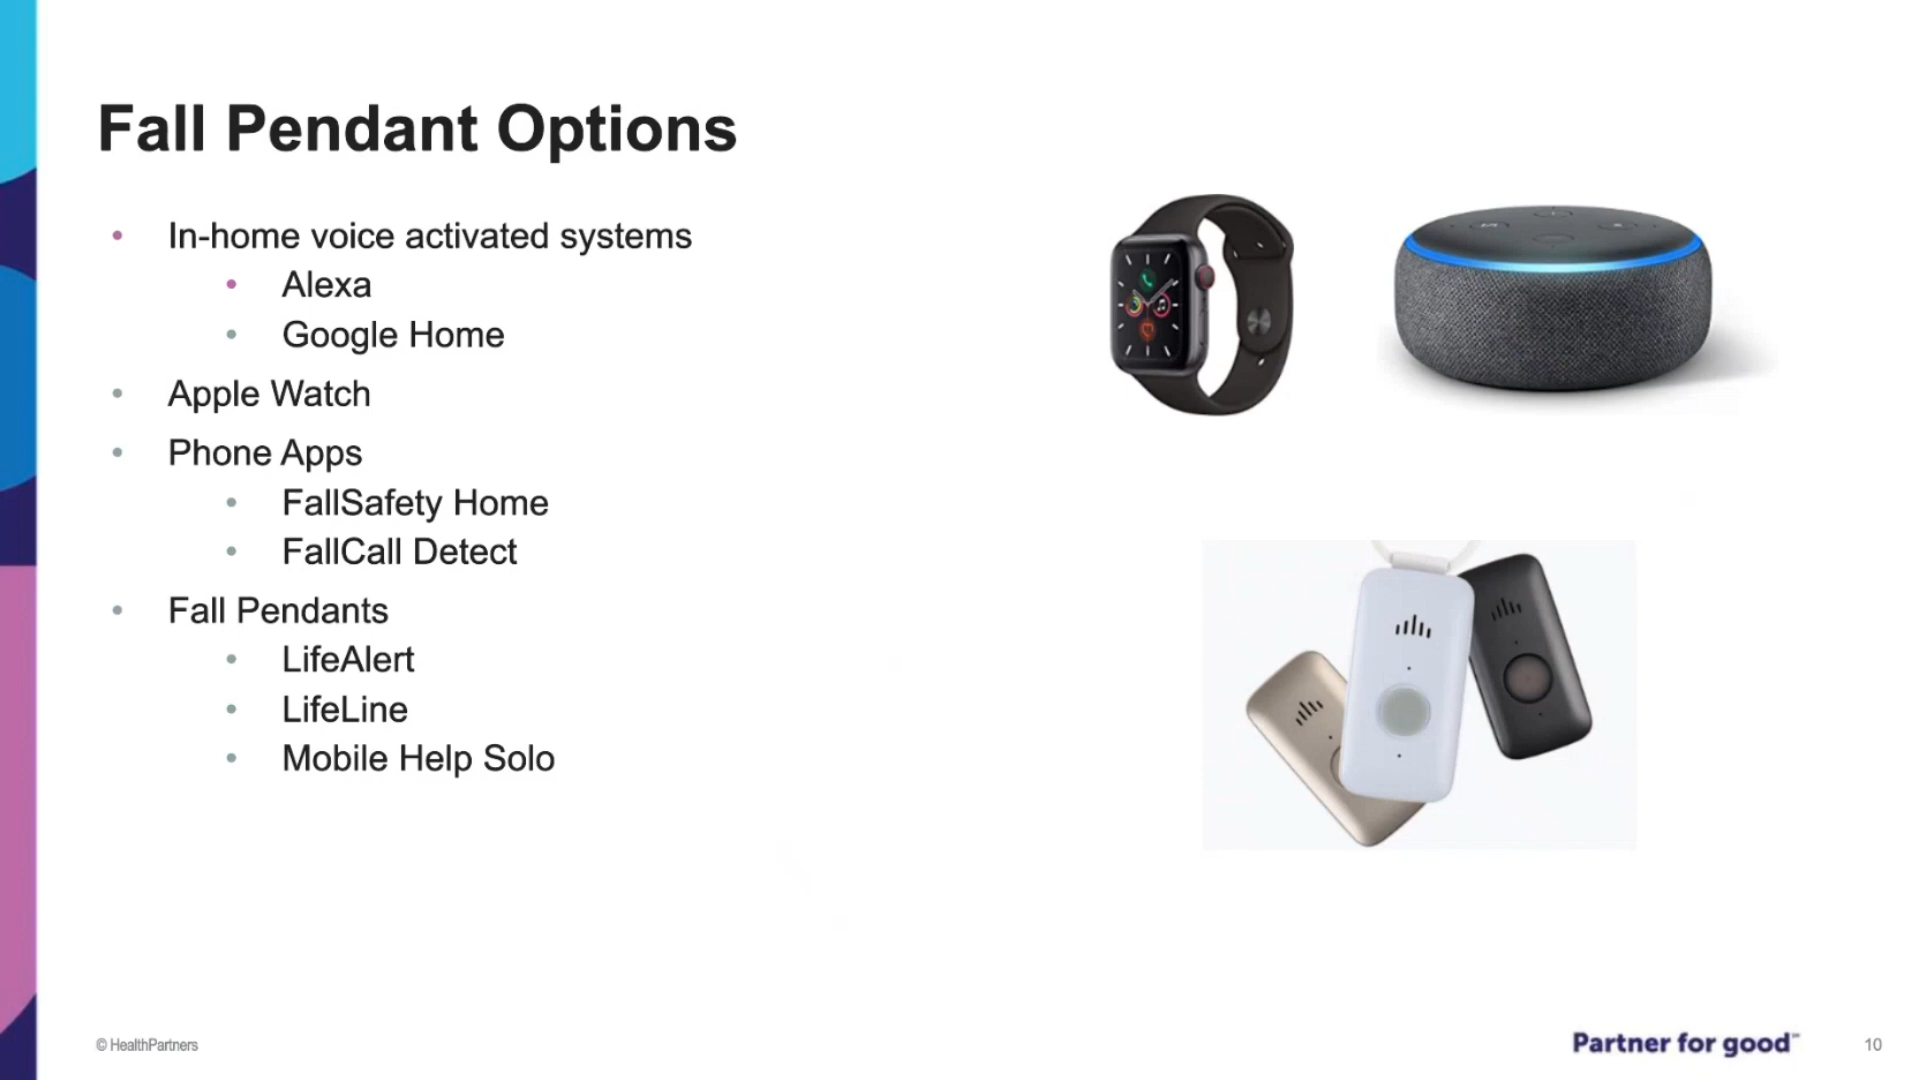 Fall Pendant Options
• In-home voice activated systems
• Alexa
• Google Home
• Apple Watch
• Phone Apps
• FallSafety Home
• FallCall Detect
• Fall Pendants
• LifeAlert
• LifeLine
• Mobile Help Solo
© HealthPartners
Partner for good™
10